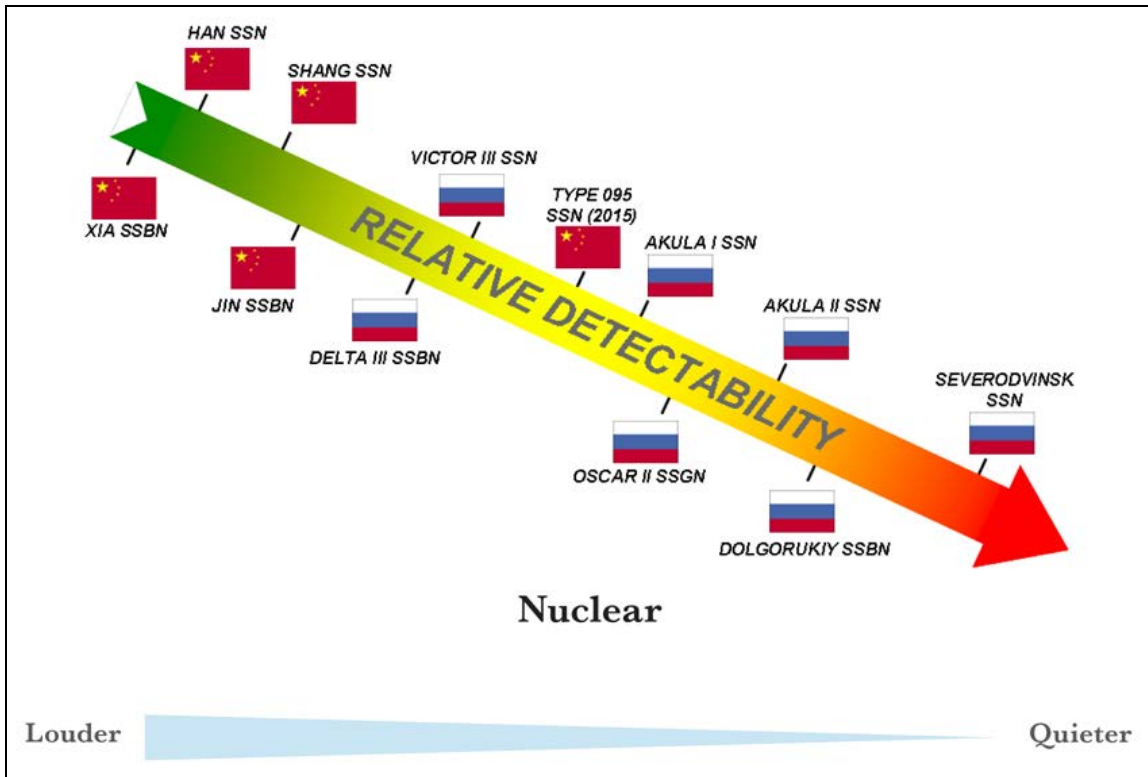 HAN SSN
SHANG SSN
XIA SSBN
VICTOR III SSN
JIN SSBN
TYPE 095
SSN (2015)
AKULA I SSN
DELTA III SSBN
RELATIVE DETECTABILITY
AKULA II SSN
OSCAR II SSGN
SEVERODVINSK
SSN
DOLGORUKIY SSBN
Nuclear
Louder
Quieter